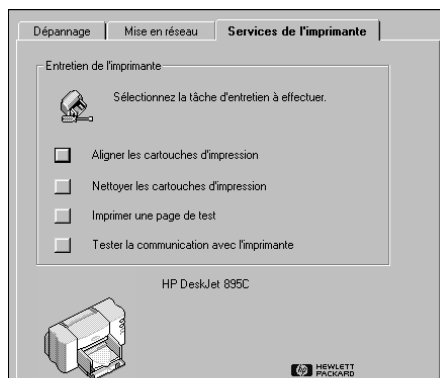 Dépannage Mise en réseau Services de l'imprimante
Entretien de l'imprimante
Sélectionnez la tâche d'entretien à effectuer.
Aligner les cartouches d'impression
Nettoyer les cartouches d'impression
Imprimer une page de test
Tester la communication avec l'imprimante
HP DeskJet 895C
hp HEWLETT
PACKARD